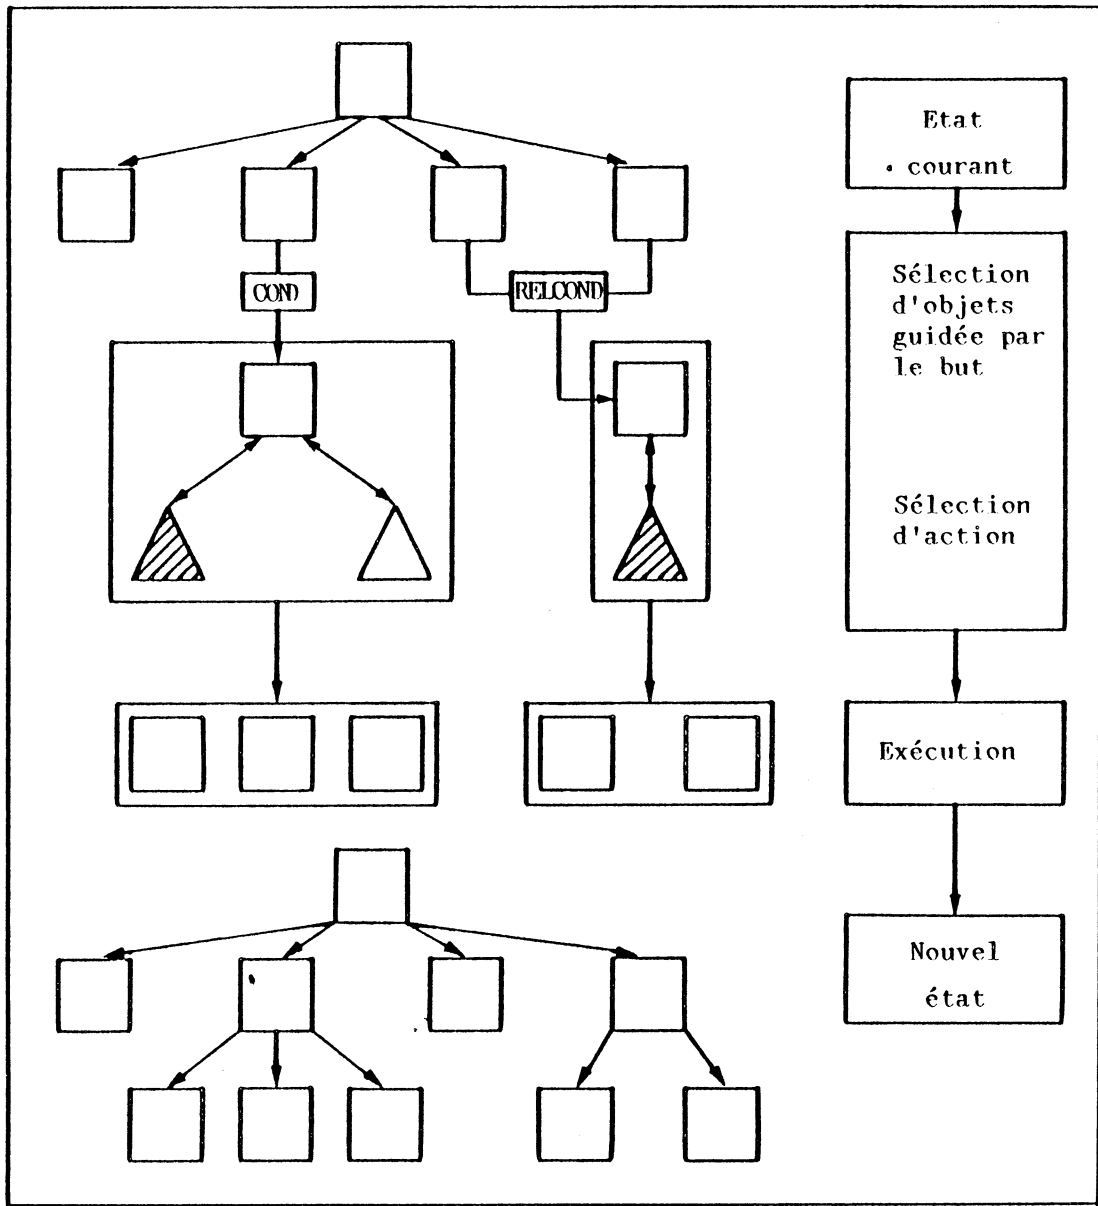 Etat
courant
COND
RELCOND
Sélection
d'objets
guidée par
le but
Sélection
d'action
Exécution
Nouvel
état